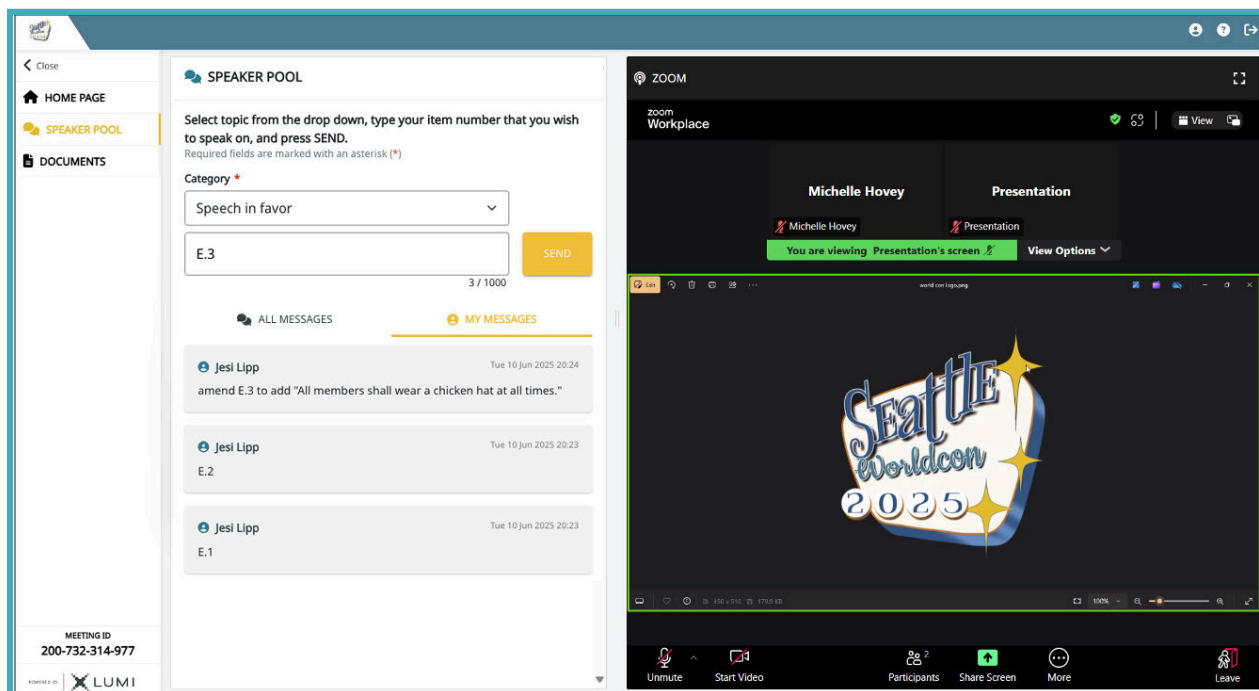 Close
HOME PAGE
SPEAKER POOL
DOCUMENTS
MEETING ID
200-732-314-977
POWERED BY LUMI
SPEAKER POOL
Select topic from the drop down, type your item number that you wish
to speak on, and press SEND.
Required fields are marked with an asterisk (*)
Category *
Speech in favor
E.3
SEND
3 / 1000
ALL MESSAGES
MY MESSAGES
Jesi Lipp
Tue 10 Jun 2025 20:24
amend E.3 to add "All members shall wear a chicken hat at all times."
Jesi Lipp
Tue 10 Jun 2025 20:23
E.2
Jesi Lipp
Tue 10 Jun 2025 20:23
E.1
ZOOM
zoom
Workplace
View
Michelle Hovey
Presentation
Michelle Hovey
Presentation
You are viewing Presentation's screen
View Options
Edit
world con logo.png
Seattle
Worldcon
2025
100%
Unmute
Start Video
Participants
2
Share Screen
More
Leave